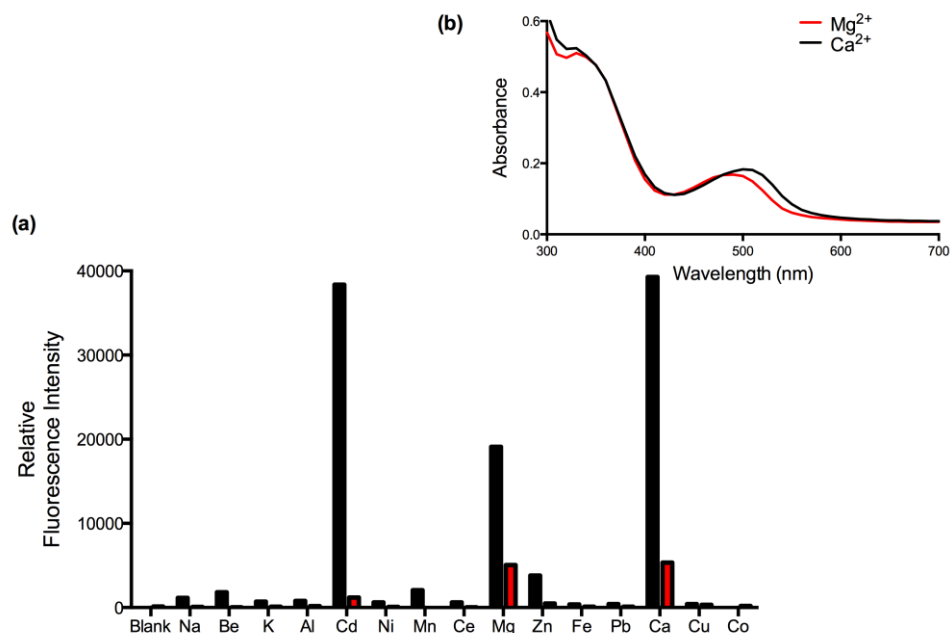 (b)
Mg2+
Ca2+
0.6
0.4
0.2
0.0
Absorbance
300 400 500 600 700
Wavelength (nm)
(a)
40000
30000
20000
10000
0
Relative
Fluorescence Intensity
Blank Na Be K Al Cd Ni Mn Ce Mg Zn Fe Pb Ca Cu Co